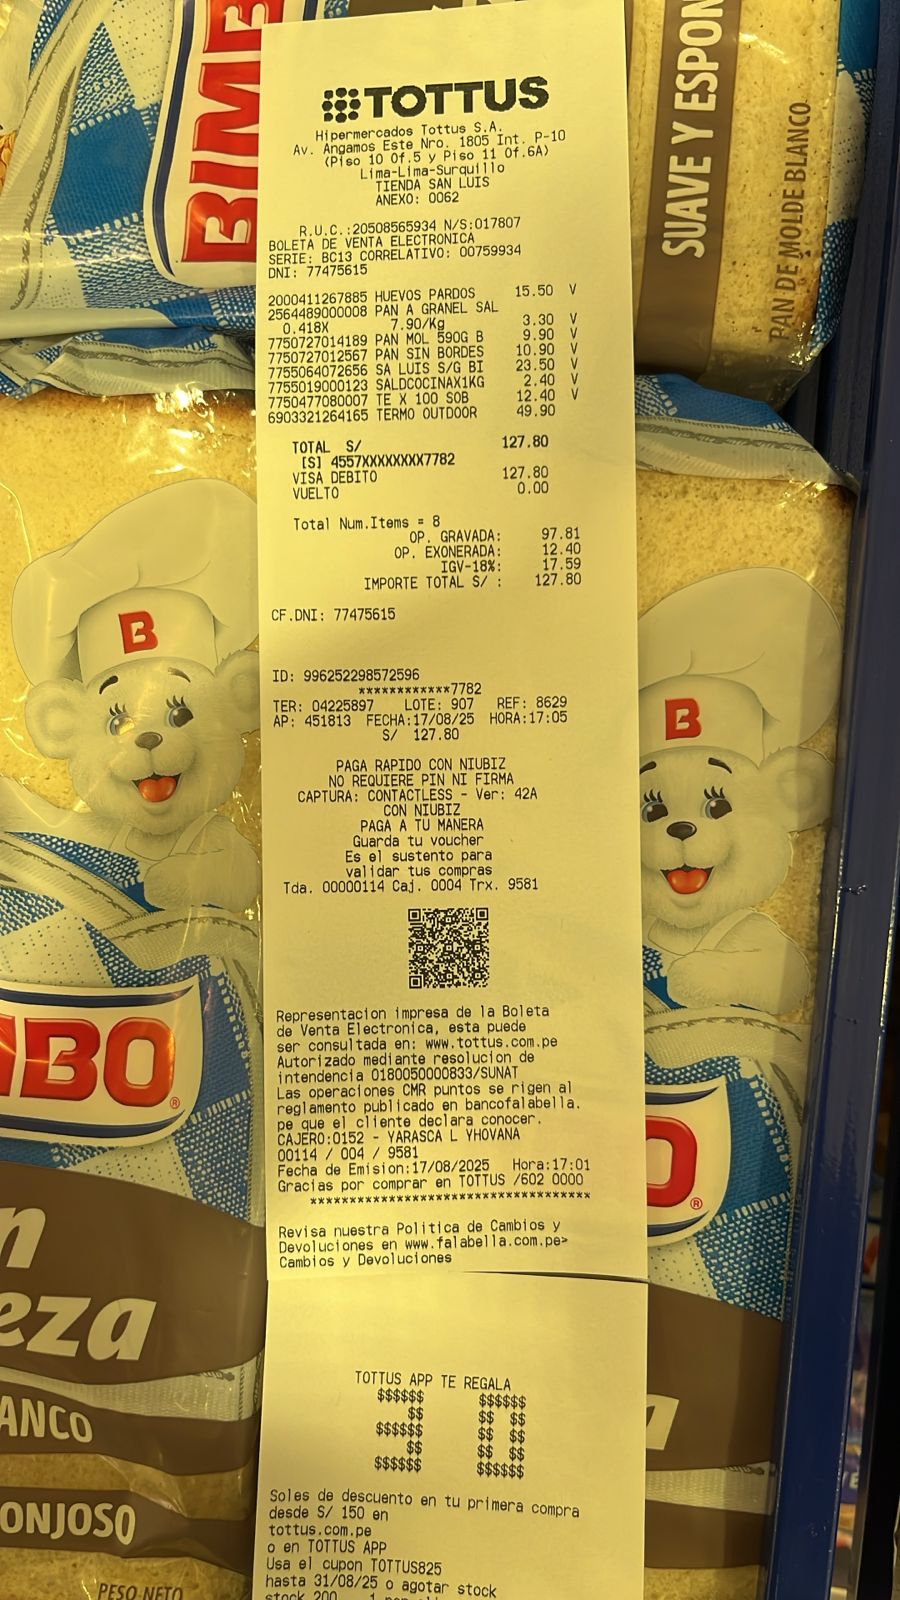 BIMB
SUAVE Y ESPON
PAN DE MOLDE BLANCO
TOTTUS
Hipermercados Tottus S.A.
Av. Angamos Este Nro. 1805 Int. P-10
(Piso 10 Of.5 y Piso 11 Of.6A)
Lima-Lima-Surquillo
TIENDA SAN LUIS
ANEXO: 0062
R.U.C.:20508565934 N/S:017807
BOLETA DE VENTA ELECTRONICA
SERIE: BC13 CORRELATIVO: 00759934
DNI: 77475615
2000411267885 HUEVOS PARDOS 15.50 V
2564489000008 PAN A GRANEL SAL
0.418X 7.90/Kg 3.30 V
7750727014189 PAN MOL 590G B 9.90 V
7750727012567 PAN SIN BORDES 10.90 V
7755064072656 SA LUIS S/G BI 23.50 V
7755019000123 SALDCOCINAX1KG 2.40 V
7750477080007 TE X 100 SOB 12.40 V
6903321264165 TERMO OUTDOOR 49.90
TOTAL S/ 127.80
[S] 4557XXXXXXXX7782
VISA DEBITO 127.80
VUELTO 0.00
Total Num.Items = 8
OP. GRAVADA: 97.81
OP. EXONERADA: 12.40
IGV-18%: 17.59
IMPORTE TOTAL S/ : 127.80
CF.DNI: 77475615
ID: 996252298572596
************7782
TER: 04225897 LOTE: 907 REF: 8629
AP: 451813 FECHA:17/08/25 HORA:17:05
S/ 127.80
PAGA RAPIDO CON NIUBIZ
NO REQUIERE PIN NI FIRMA
CAPTURA: CONTACTLESS - Ver: 42A
CON NIUBIZ
PAGA A TU MANERA
Guarda tu voucher
Es el sustento para
validar tus compras
Tda. 00000114 Caj. 0004 Trx. 9581
Representacion impresa de la Boleta
de Venta Electronica, esta puede
ser consultada en: www.tottus.com.pe
Autorizado mediante resolucion de
intendencia 0180050000833/SUNAT
Las operaciones CMR puntos se rigen al
reglamento publicado en bancofalabella.
pe que el cliente declara conocer.
CAJERO:0152 - YARASCA L YHOVANA
00114 / 004 / 9581
Fecha de Emision:17/08/2025 Hora:17:01
Gracias por comprar en TOTTUS /602 0000
************************************
Revisa nuestra Politica de Cambios y
Devoluciones en www.falabella.com.pe>
Cambios y Devoluciones
TOTTUS APP TE REGALA
30
Soles de descuento en tu primera compra
desde S/ 150 en
tottus.com.pe
o en TOTTUS APP
Usa el cupon TOTTUS825
hasta 31/08/25 o agotar stock
stock 200
B
B
MBO®
O®
n
eza
ANCO
ONJOSO
PESO NETO